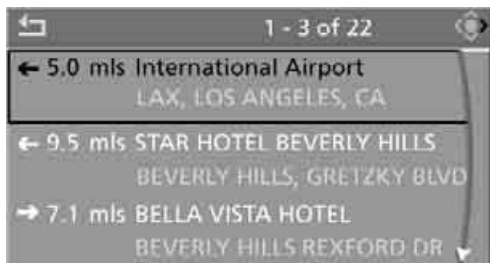 1 - 3 of 22
← 5.0 mls International Airport
LAX, LOS ANGELES, CA
← 9.5 mls STAR HOTEL BEVERLY HILLS
BEVERLY HILLS, GRETZKY BLVD
→ 7.1 mls BELLA VISTA HOTEL
BEVERLY HILLS REXFORD DR